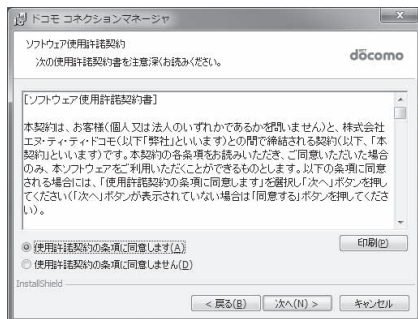 ドコモ コネクションマネージャ
ソフトウェア使用許諾契約
次の使用許諾契約書を注意深くお読みください。
döcomo
[ソフトウェア使用許諾契約書]
本契約は、お客様(個人又は法人のいずれかであるかを問いません)と、株式会社
エヌ・ティ・ティ・ドコモ(以下「弊社」といいます)との間で締結される契約(以下、「本
契約」といいます)です。本契約の各条項をお読みいただき、ご同意いただいた場合
のみ、本ソフトウェアをご利用いただくことができるものとします。以下の条項に同意
される場合には、「使用許諾契約の条項に同意します」を選択し「次へ」ボタンを押し
てください(「次へ」ボタンが表示されていない場合は「同意する」ボタンを押してくださ
い)。
使用許諾契約の条項に同意します(A)
印刷(P)
使用許諾契約の条項に同意しません(D)
InstallShield
< 戻る(B)
次へ(N) >
キャンセル